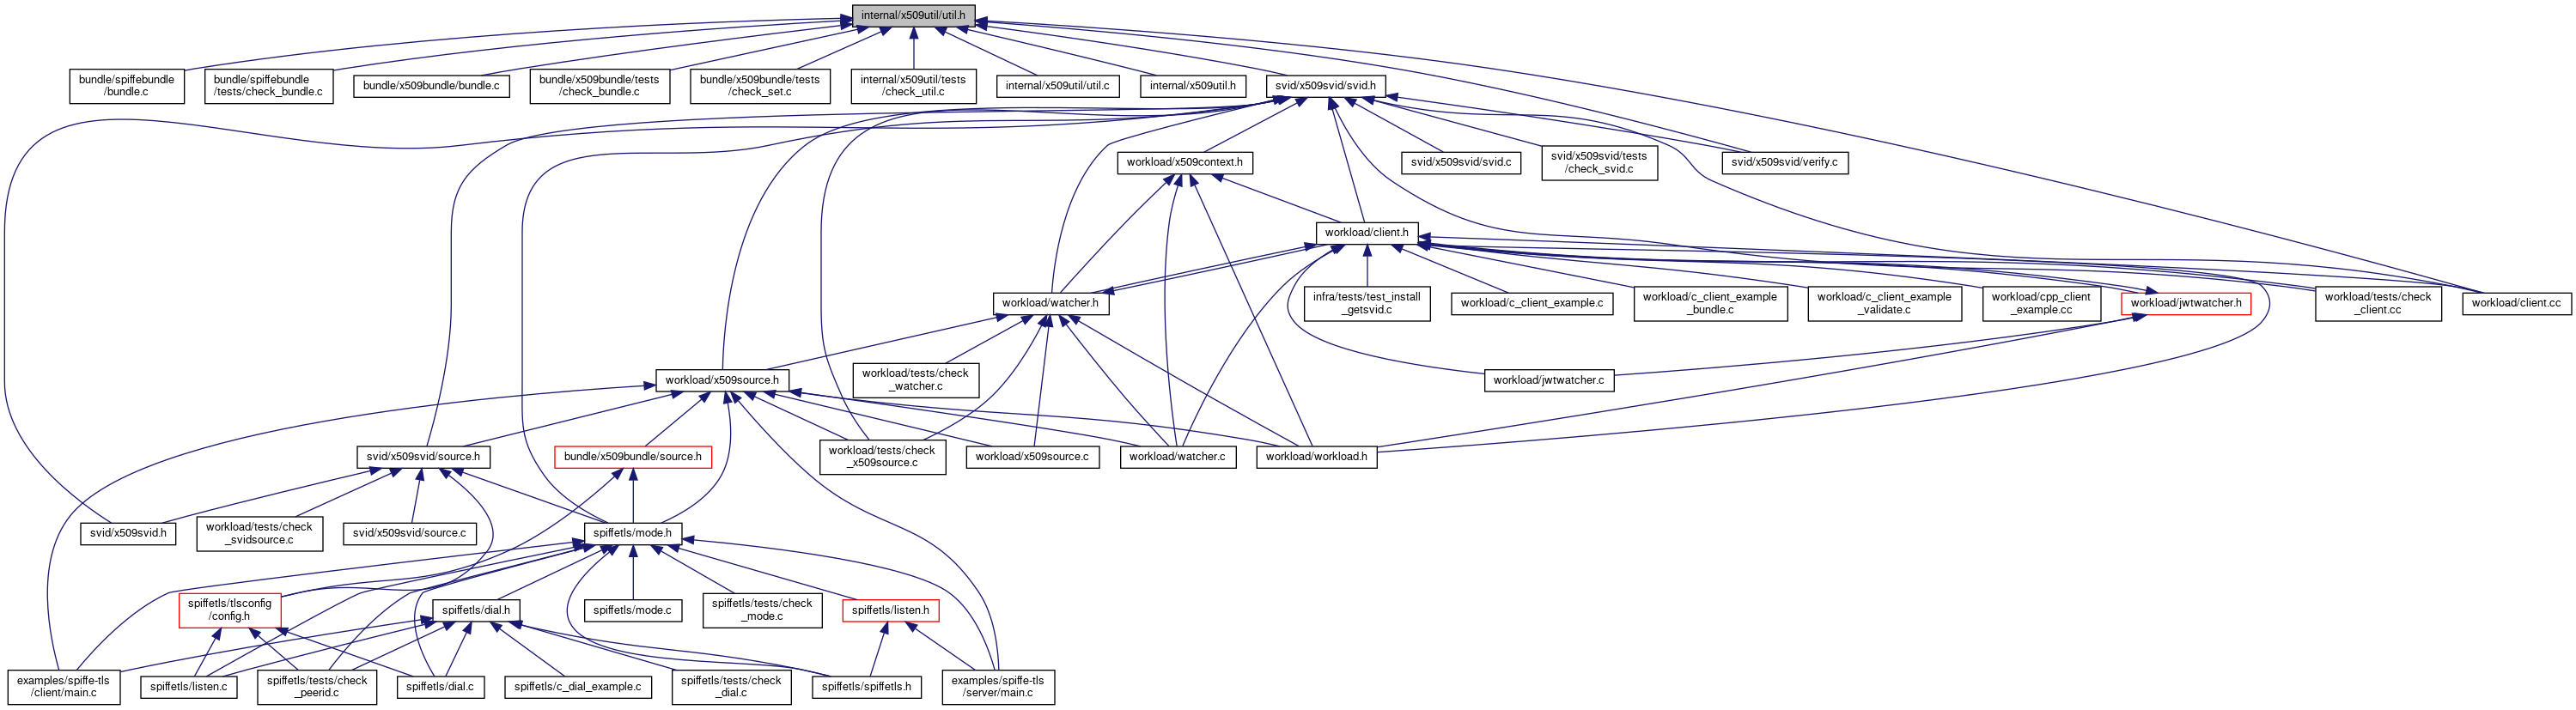 internal/x509util/util.h
bundle/spiffebundle
/bundle.c
bundle/spiffebundle
/tests/check_bundle.c
bundle/x509bundle/bundle.c
bundle/x509bundle/tests
/check_bundle.c
bundle/x509bundle/tests
/check_set.c
internal/x509util/tests
/check_util.c
internal/x509util/util.c
internal/x509util.h
svid/x509svid/svid.h
workload/x509context.h
svid/x509svid/svid.c
svid/x509svid/tests
/check_svid.c
svid/x509svid/verify.c
workload/client.h
workload/watcher.h
infra/tests/test_install
_getsvid.c
workload/c_client_example.c
workload/c_client_example
_bundle.c
workload/c_client_example
_validate.c
workload/cpp_client
_example.cc
workload/jwtwatcher.h
workload/tests/check
_client.cc
workload/client.cc
workload/x509source.h
workload/tests/check
_watcher.c
workload/jwtwatcher.c
svid/x509svid/source.h
bundle/x509bundle/source.h
workload/tests/check
_x509source.c
workload/x509source.c
workload/watcher.c
workload/workload.h
svid/x509svid.h
workload/tests/check
_svidsource.c
svid/x509svid/source.c
spiffetls/mode.h
spiffetls/tlsconfig
/config.h
spiffetls/dial.h
spiffetls/mode.c
spiffetls/tests/check
_mode.c
spiffetls/listen.h
examples/spiffe-tls
/client/main.c
spiffetls/listen.c
spiffetls/tests/check
_peerid.c
spiffetls/dial.c
spiffetls/c_dial_example.c
spiffetls/tests/check
_dial.c
spiffetls/spiffetls.h
examples/spiffe-tls
/server/main.c